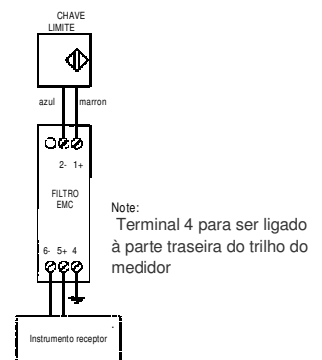 CHAVE
LIMITE
azul marron
2- 1+
FILTRO
EMC
6- 5+ 4
Note:
Terminal 4 para ser ligado
à parte traseira do trilho do
medidor
Instrumento receptor